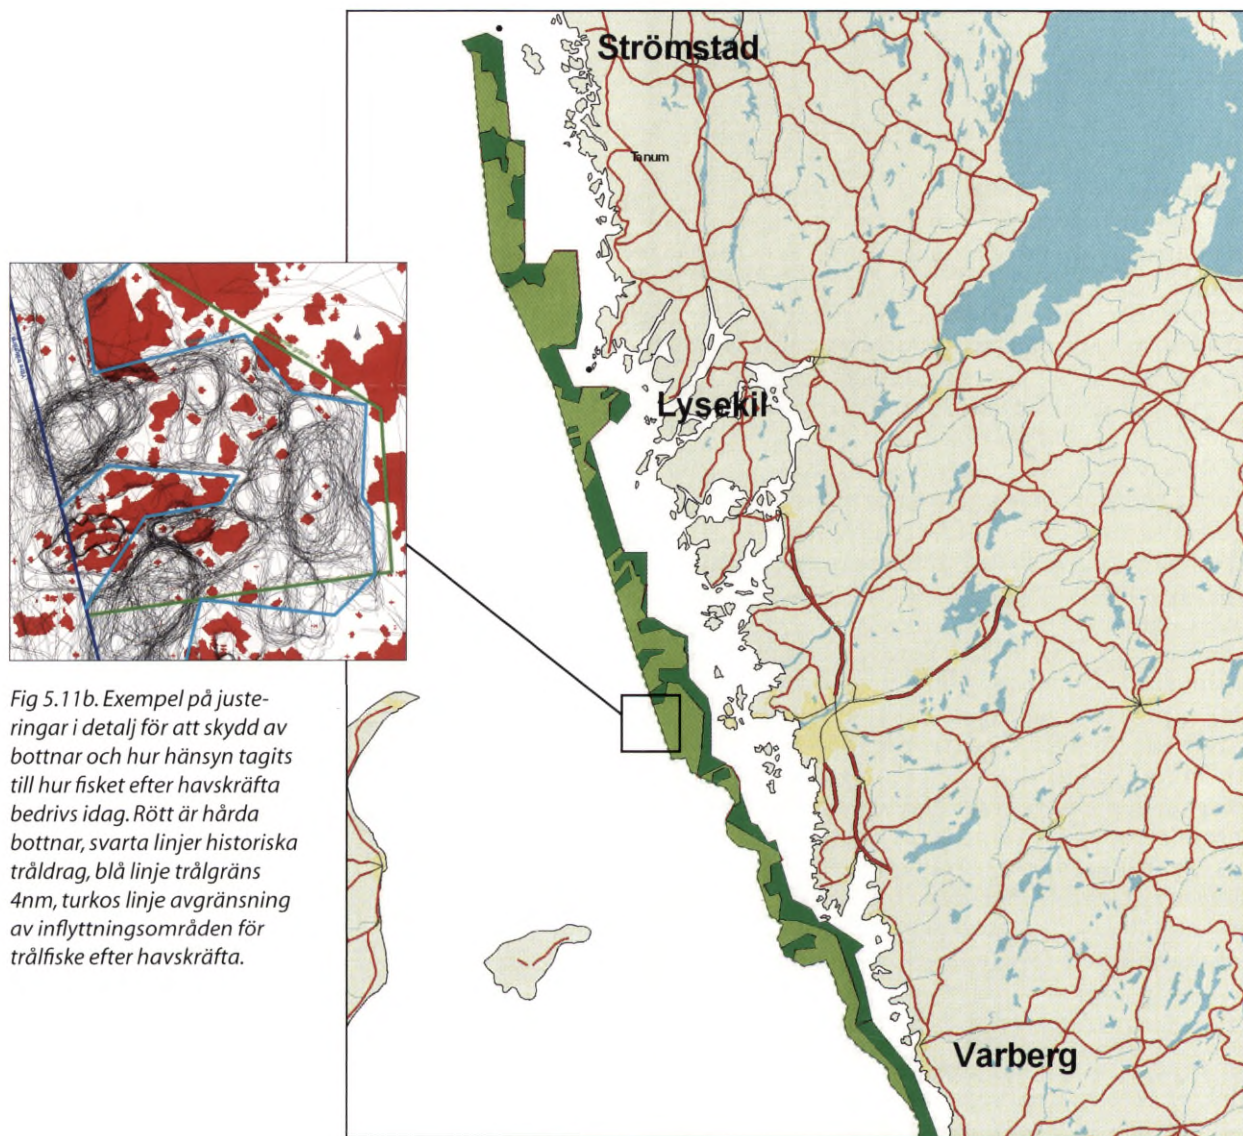 Strömstad
Tanum
Lysekil
Varberg
Fig 5.11b. Exempel på juste-
ringar i detalj för att skydd av
bottnar och hur hänsyn tagits
till hur fisket efter havskräfta
bedrivs idag. Rött är hårda
bottnar, svarta linjer historiska
tråldrag, blå linje trålgräns
4nm, turkos linje avgränsning
av inflyttningsområden för
trålfiske efter havskräfta.